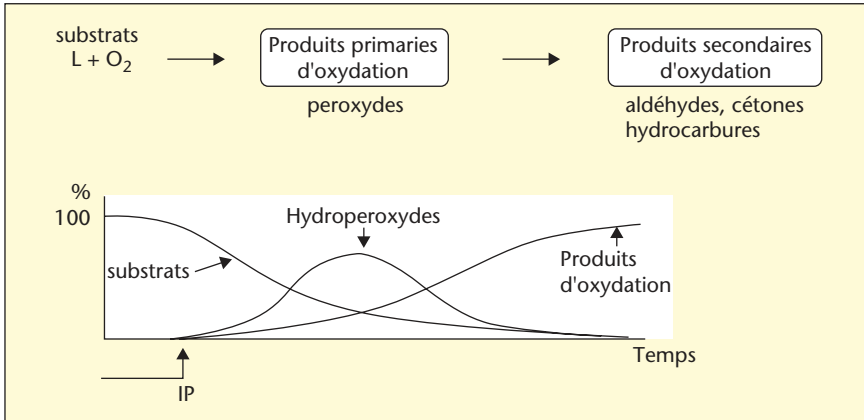 substrats
L + O₂
Produits primaries
d'oxydation
peroxydes
Produits secondaires
d'oxydation
aldéhydes, cétones
hydrocarbures
%
100
Hydroperoxydes
substrats
Produits
d'oxydation
Temps
IP